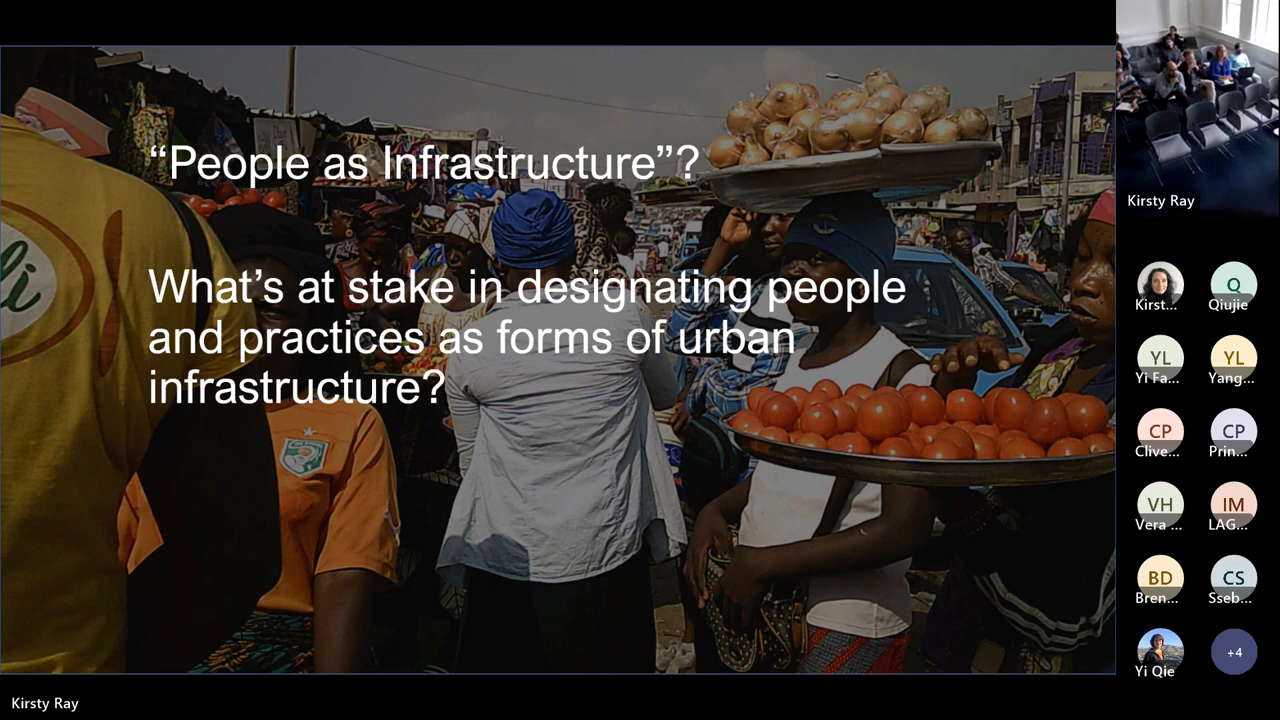 “People as Infrastructure”?
What’s at stake in designating people
and practices as forms of urban
infrastructure?
li
Kirsty Ray
Kirst...
Q
Qiujie
YL
Yi Fa...
YL
Yang...
CP
Clive...
CP
Prin...
VH
Vera ...
IM
LAG...
BD
Bren...
CS
Sseb...
Yi Qie
+4
Kirsty Ray